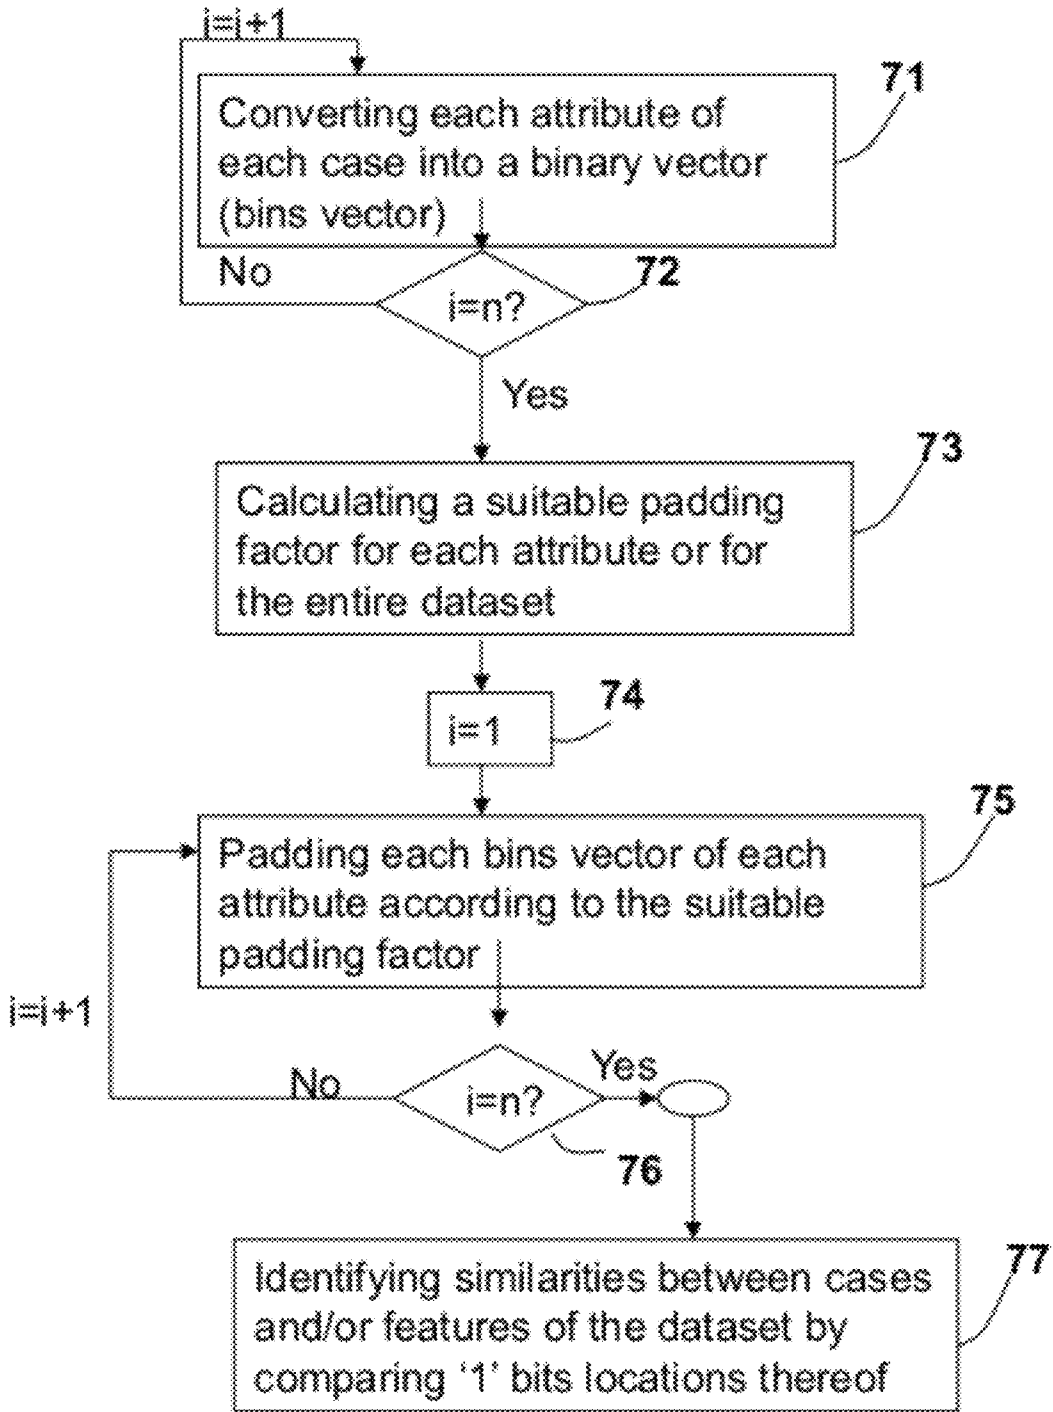 i=i+1
71
Converting each attribute of
each case into a binary vector
(bins vector)
No
72
i=n?
Yes
73
Calculating a suitable padding
factor for each attribute or for
the entire dataset
74
i=1
75
Padding each bins vector of each
attribute according to the suitable
padding factor
i=i+1
No
i=n?
Yes
76
77
Identifying similarities between cases
and/or features of the dataset by
comparing ‘1’ bits locations thereof